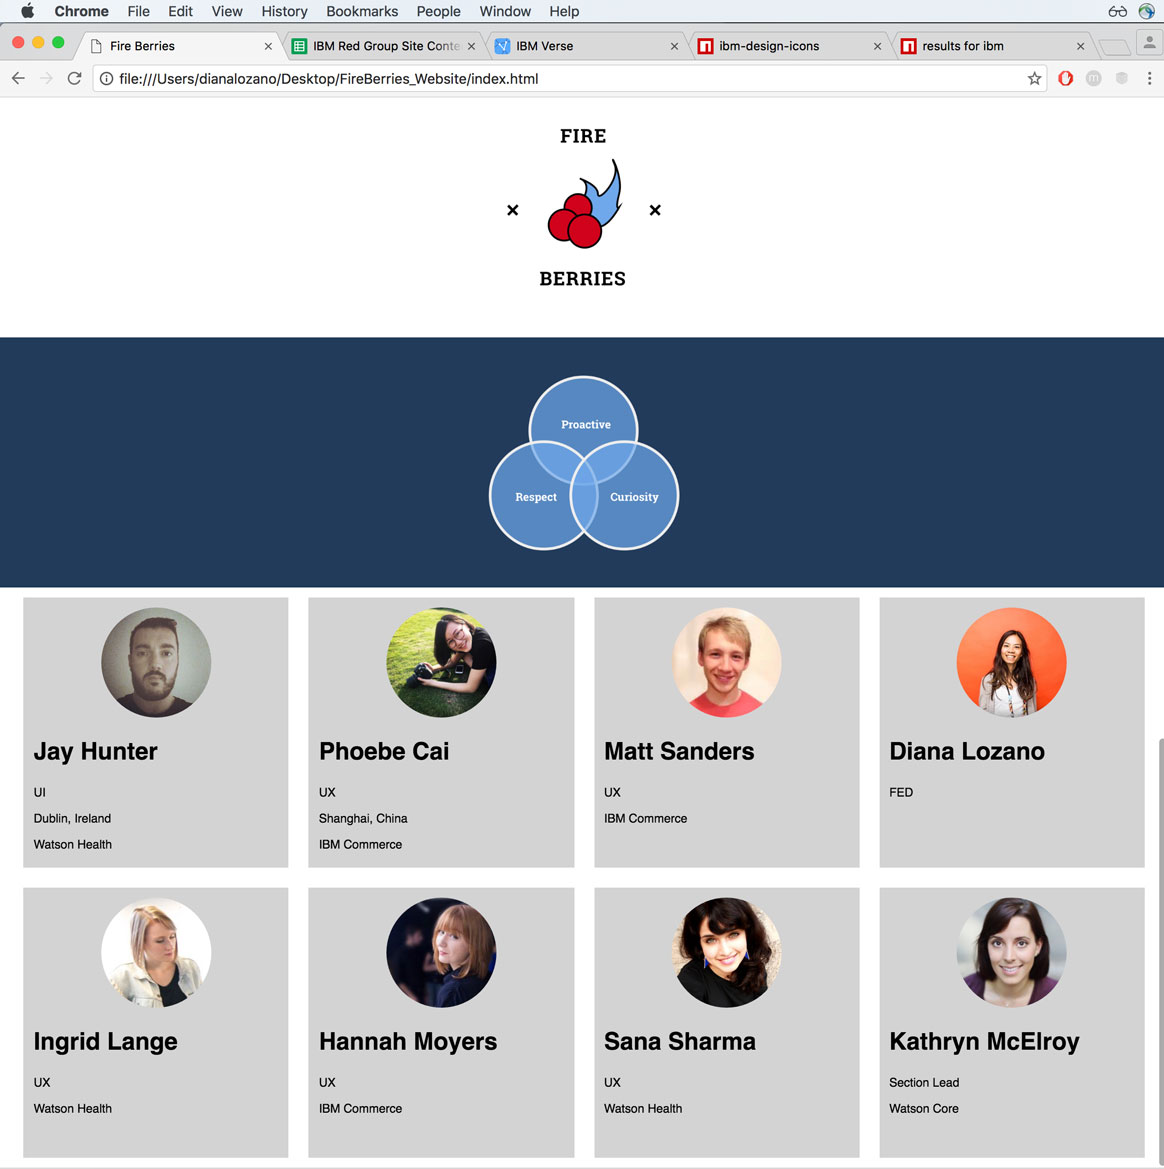 Chrome File Edit View History Bookmarks People Window Help
Fire Berries
IBM Red Group Site Conte
IBM Verse
ibm-design-icons
results for ibm
file:///Users/dianalozano/Desktop/FireBerries_Website/index.html
FIRE
× ×
BERRIES
Proactive
Respect Curiosity
Jay Hunter
UI
Dublin, Ireland
Watson Health
Phoebe Cai
UX
Shanghai, China
IBM Commerce
Matt Sanders
UX
IBM Commerce
Diana Lozano
FED
Ingrid Lange
UX
Watson Health
Hannah Moyers
UX
IBM Commerce
Sana Sharma
UX
Watson Health
Kathryn McElroy
Section Lead
Watson Core